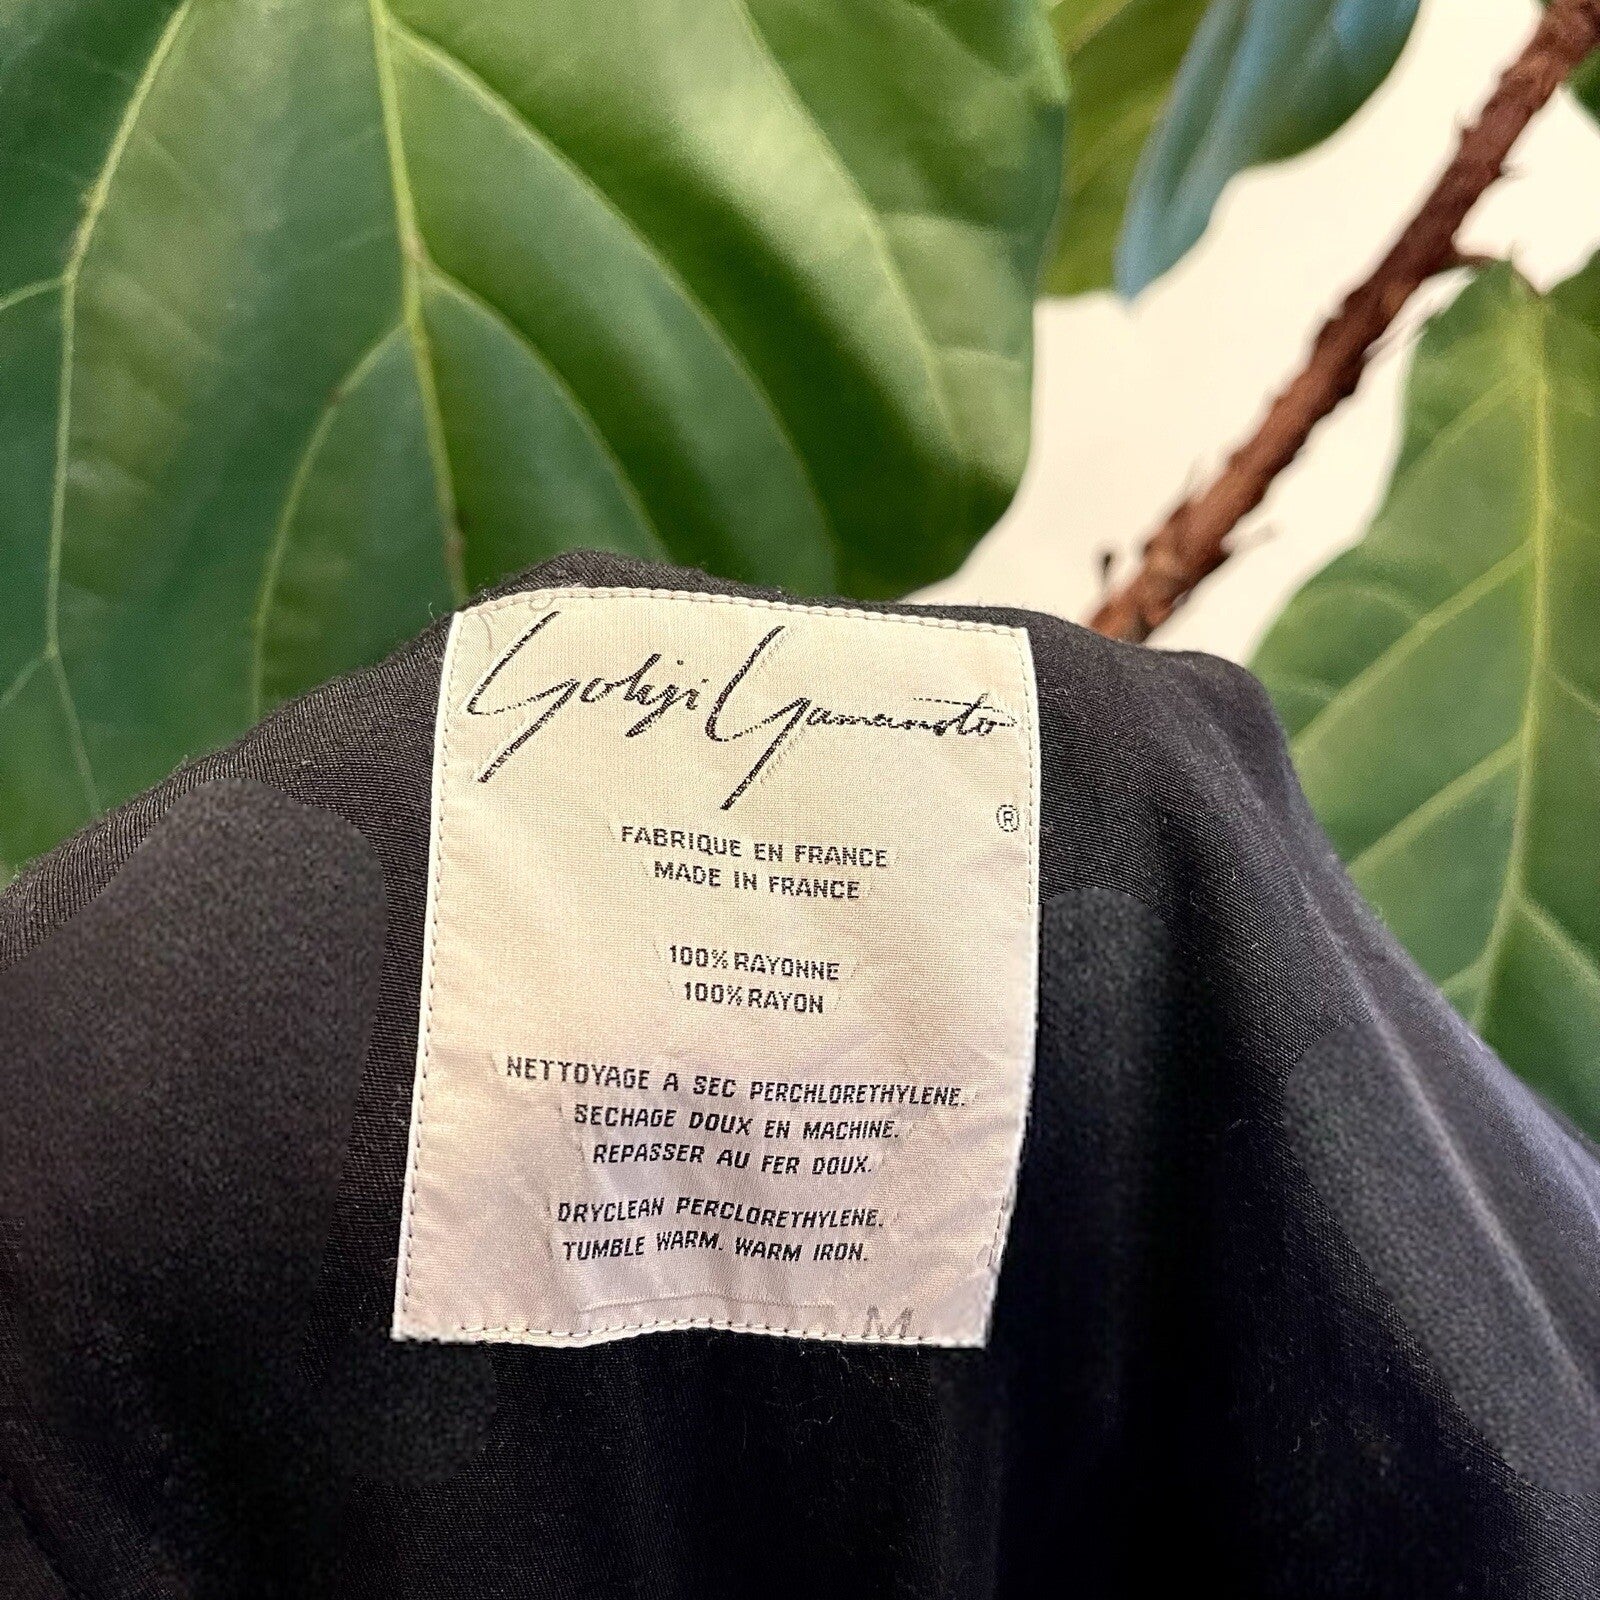 Yohji Yamamoto
®
FABRIQUE EN FRANCE
MADE IN FRANCE
100% RAYONNE
100% RAYON
NETTOYAGE A SEC PERCHLORETHYLENE.
SECHAGE DOUX EN MACHINE.
REPASSER AU FER DOUX.
DRYCLEAN PERCLORETHYLENE.
TUMBLE WARM. WARM IRON.
M